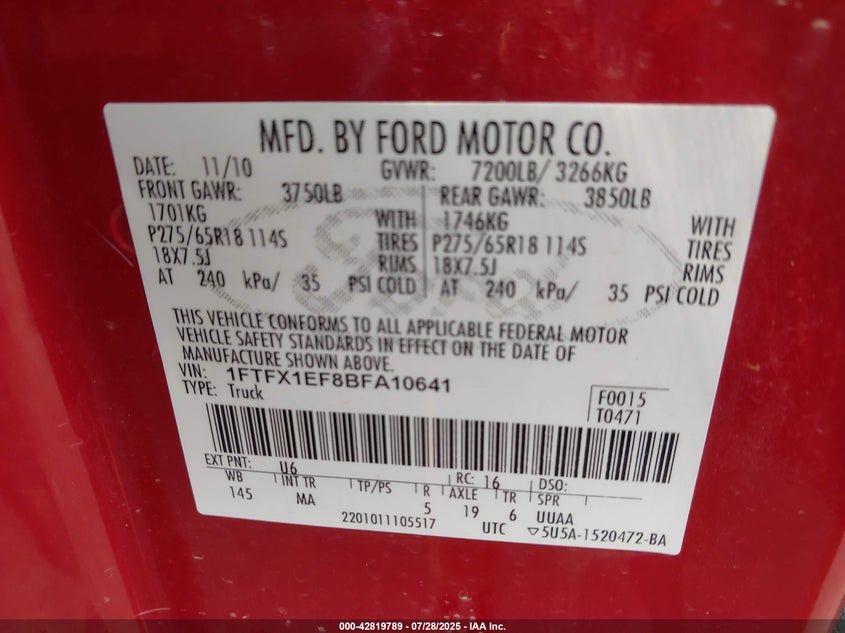 MFD. BY FORD MOTOR CO.
DATE: 11/10 GVWR: 7200LB/ 3266KG
FRONT GAWR: 3750LB REAR GAWR: 3850LB
1701KG WITH 1746KG WITH
P275/65R18 114S TIRES P275/65R18 114S TIRES
18X7.5J RIMS 18X7.5J RIMS
AT 240 kPa/ 35 PSI COLD AT 240 kPa/ 35 PSI COLD
THIS VEHICLE CONFORMS TO ALL APPLICABLE FEDERAL MOTOR
VEHICLE SAFETY STANDARDS IN EFFECT ON THE DATE OF
MANUFACTURE SHOWN ABOVE.
VIN: 1FTFX1EF8BFA10641
TYPE: Truck
F0015
T0471
EXT PNT: U6 RC: 16 DSO:
WB INT TR TP/PS R AXLE TR SPR
145 MA 5 19 6 UUAA
2201011105517 UTC ▽5U5A-1520472-BA
000-42819789 - 07/28/2025 - IAA Inc.